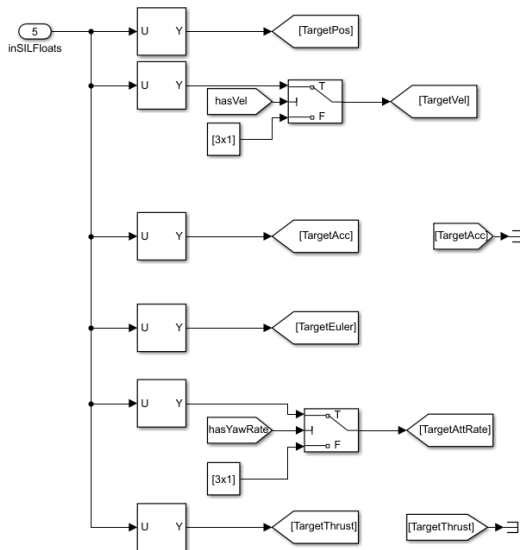 5
inSILFloats
U Y
[TargetPos]
U Y
hasVel
T
F
[3x1]
[TargetVel]
U Y
[TargetAcc]
[TargetAcc]
U Y
[TargetEuler]
U Y
hasYawRate
T
F
[3x1]
[TargetAttRate]
U Y
[TargetThrust]
[TargetThrust]